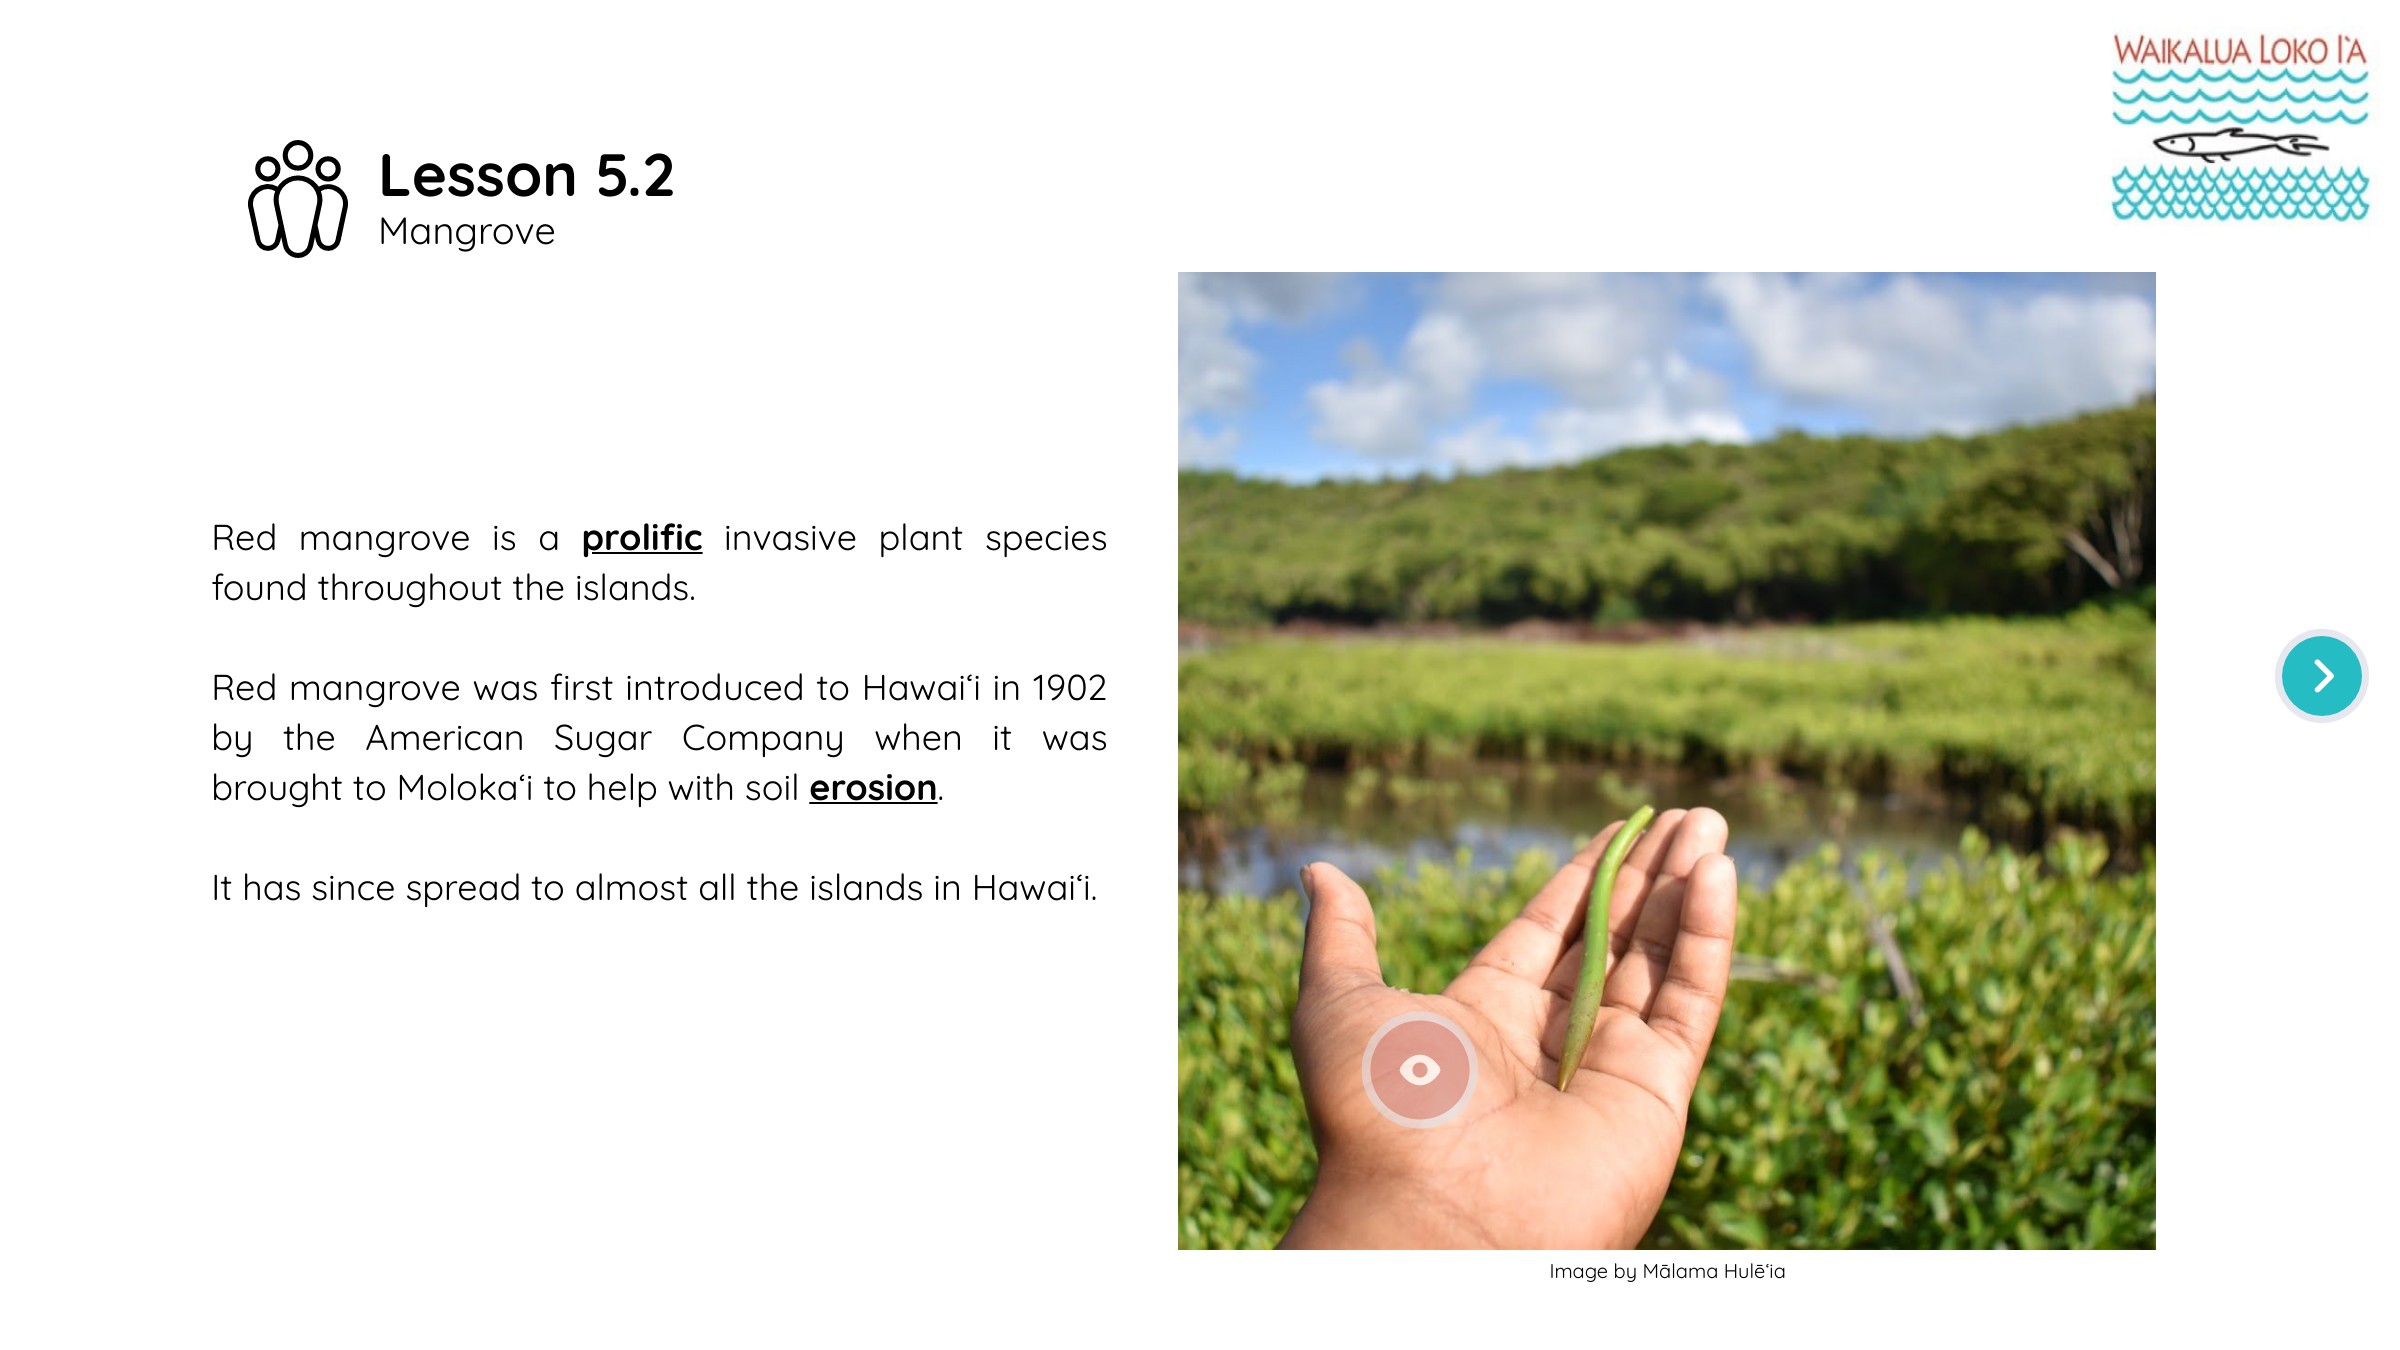 WAIKALUA LOKO I'A
Lesson 5.2
Mangrove
Red mangrove is a prolific invasive plant species
found throughout the islands.
Red mangrove was first introduced to Hawaiʻi in 1902
by the American Sugar Company when it was
brought to Molokaʻi to help with soil erosion.
It has since spread to almost all the islands in Hawaiʻi.
Image by Mālama Hulēʻia